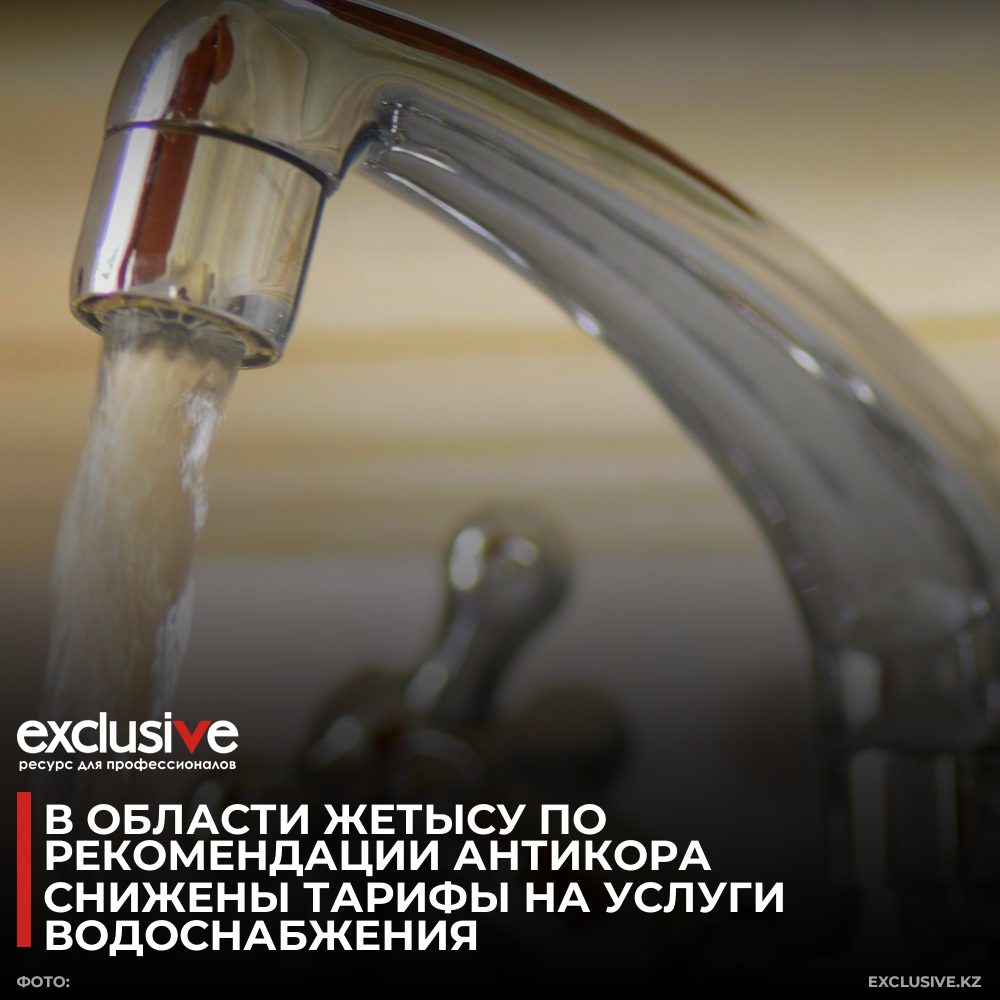 exclusive
ресурс для профессионалов
В ОБЛАСТИ ЖЕТЫСУ ПО
РЕКОМЕНДАЦИИ АНТИКОРА
СНИЖЕНЫ ТАРИФЫ НА УСЛУГИ
ВОДОСНАБЖЕНИЯ
ФОТО:
EXCLUSIVE.KZ